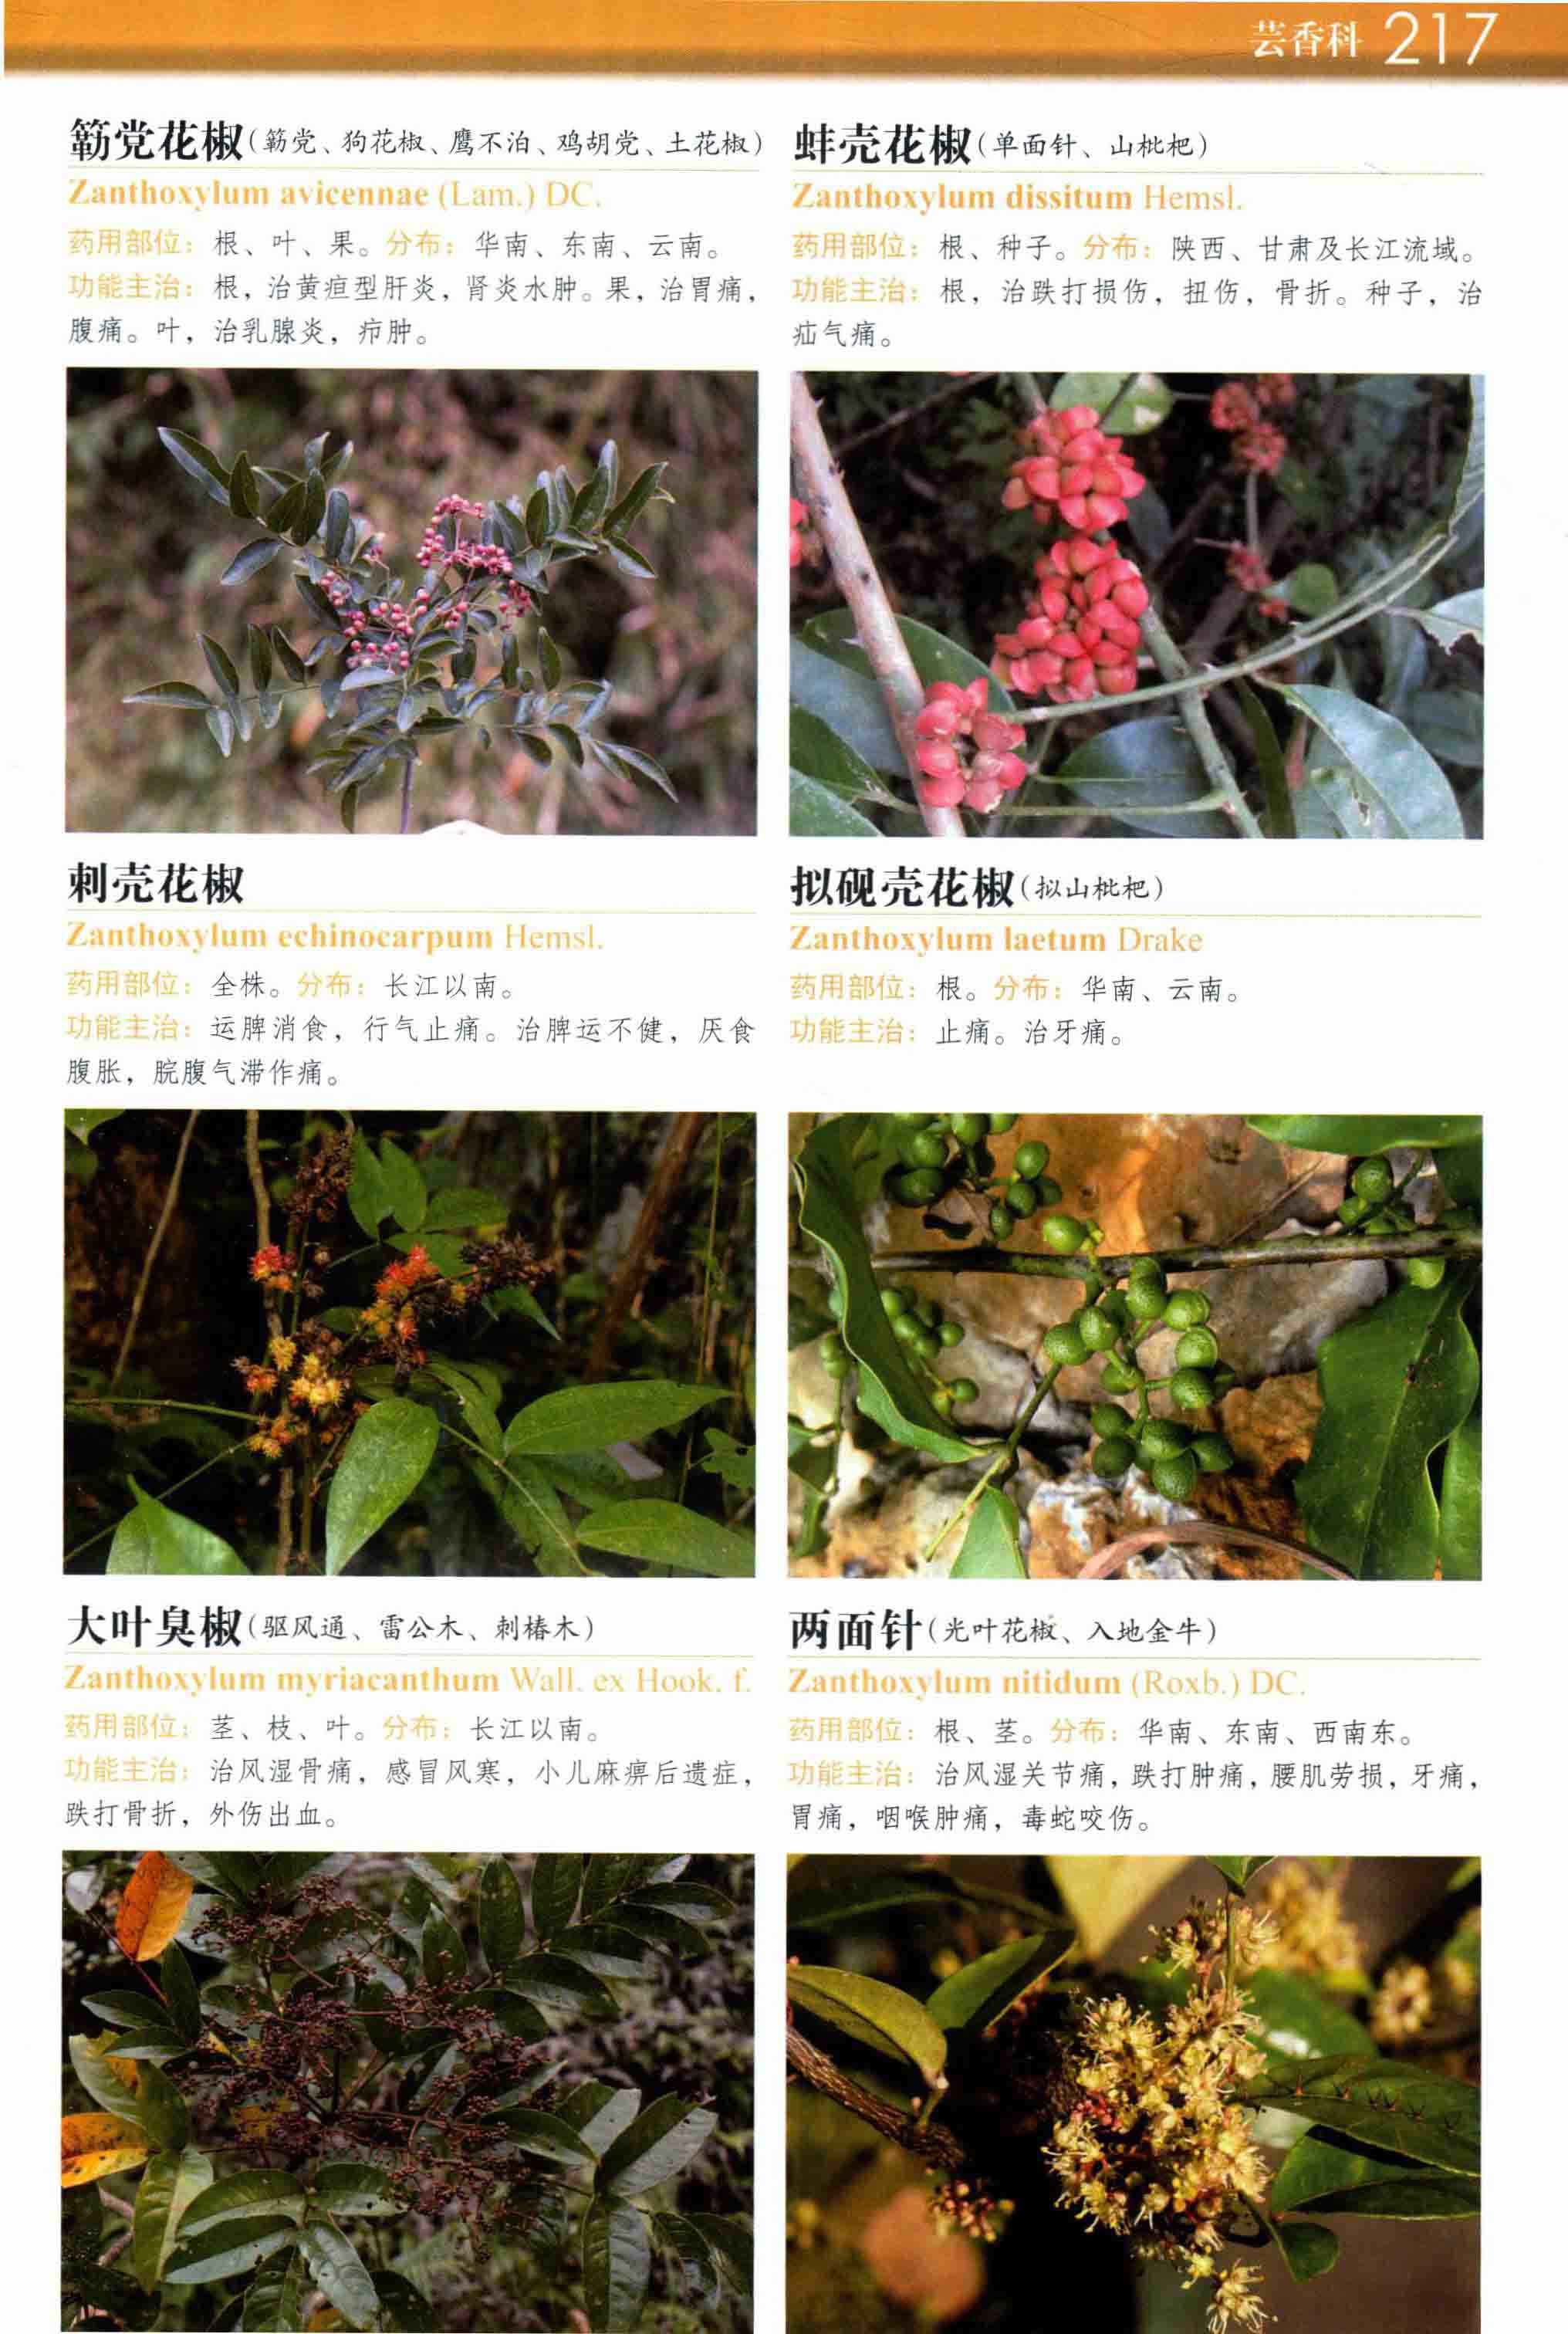 芸香科 217
簕党花椒(簕党、狗花椒、鹰不泊、鸡胡党、土花椒)
Zanthoxylum avicennae (Lam.) DC.
药用部位：根、叶、果。分布：华南、东南、云南。
功能主治：根，治黄疸型肝炎，肾炎水肿。果，治胃痛，
腹痛。叶，治乳腺炎，疖肿。
蚌壳花椒(单面针、山枇杷)
Zanthoxylum dissitum Hemsl.
药用部位：根、种子。分布：陕西、甘肃及长江流域。
功能主治：根，治跌打损伤，扭伤，骨折。种子，治
疝气痛。
刺壳花椒
Zanthoxylum echinocarpum Hemsl.
药用部位：全株。分布：长江以南。
功能主治：运脾消食，行气止痛。治脾运不健，厌食
腹胀，脘腹气滞作痛。
拟砚壳花椒(拟山枇杷)
Zanthoxylum laetum Drake
药用部位：根。分布：华南、云南。
功能主治：止痛。治牙痛。
大叶臭椒(驱风通、雷公木、刺椿木)
Zanthoxylum myriacanthum Wall. ex Hook. f.
药用部位：茎、枝、叶。分布：长江以南。
功能主治：治风湿骨痛，感冒风寒，小儿麻痹后遗症，
跌打骨折，外伤出血。
两面针(光叶花椒、入地金牛)
Zanthoxylum nitidum (Roxb.) DC.
药用部位：根、茎。分布：华南、东南、西南东。
功能主治：治风湿关节痛，跌打肿痛，腰肌劳损，牙痛，
胃痛，咽喉肿痛，毒蛇咬伤。